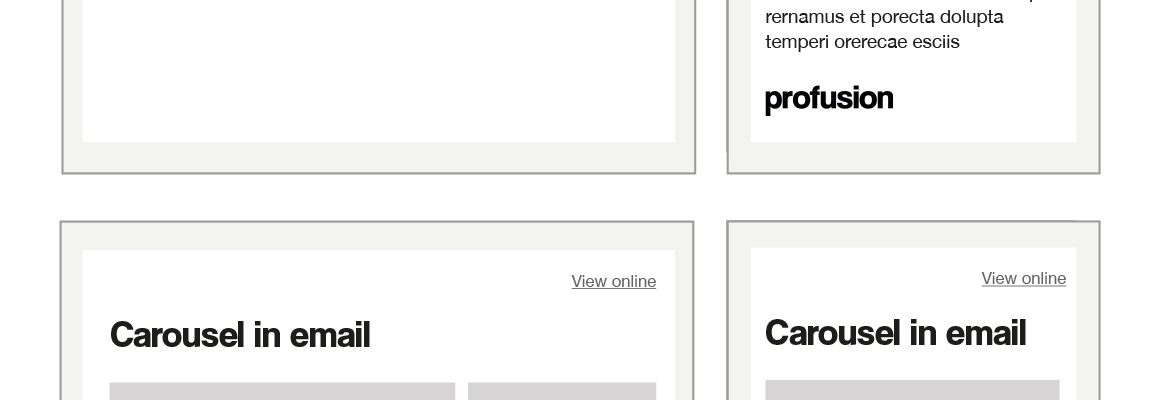 rernamus et porecta dolupta
temperi orerecae esciis
profusion
View online
Carousel in email
View online
Carousel in email